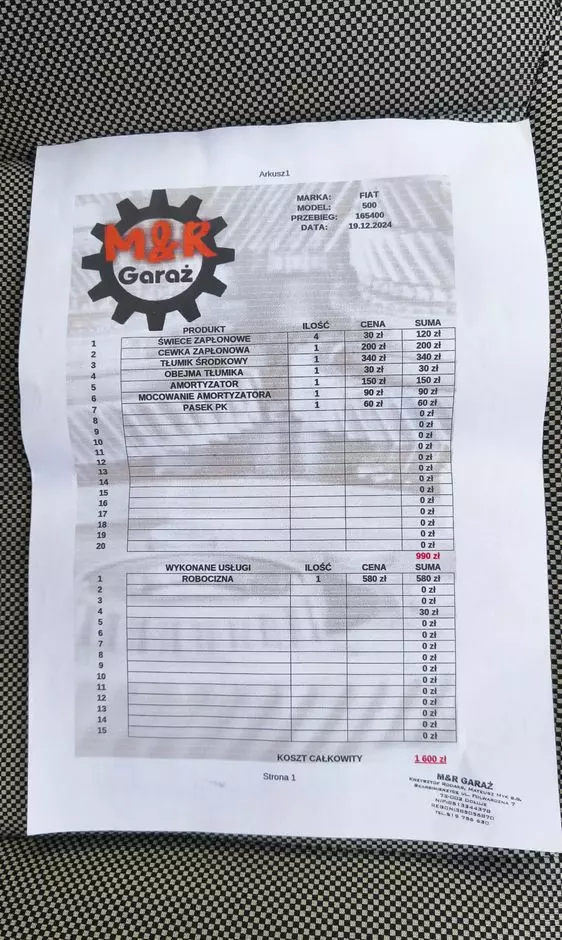 Arkusz1
M&R
Garaż
MARKA: FIAT
MODEL: 500
PRZEBIEG: 165400
DATA: 19.12.2024
PRODUKT ILOŚĆ CENA SUMA
1 ŚWIECE ZAPŁONOWE 4 30 zł 120 zł
2 CEWKA ZAPŁONOWA 1 200 zł 200 zł
3 TŁUMIK ŚRODKOWY 1 340 zł 340 zł
4 OBEJMA TŁUMIKA 1 30 zł 30 zł
5 AMORTYZATOR 1 150 zł 150 zł
6 MOCOWANIE AMORTYZATORA 1 90 zł 90 zł
7 PASEK PK 1 60 zł 60 zł
8 0 zł
9 0 zł
10 0 zł
11 0 zł
12 0 zł
13 0 zł
14 0 zł
15 0 zł
16 0 zł
17 0 zł
18 0 zł
19 0 zł
20 0 zł
990 zł
WYKONANE USŁUGI ILOŚĆ CENA SUMA
1 ROBOCIZNA 1 580 zł 580 zł
2 0 zł
3 0 zł
4 30 zł
5 0 zł
6 0 zł
7 0 zł
8 0 zł
9 0 zł
10 0 zł
11 0 zł
12 0 zł
13 0 zł
14 0 zł
15 0 zł
KOSZT CAŁKOWITY 1 600 zł
Strona 1
M&R GARAŻ
KRZYSZTOF MATEUSZ MYK S.C.
UL. FOLWARCZNA 7
72-003 DOŁUJE